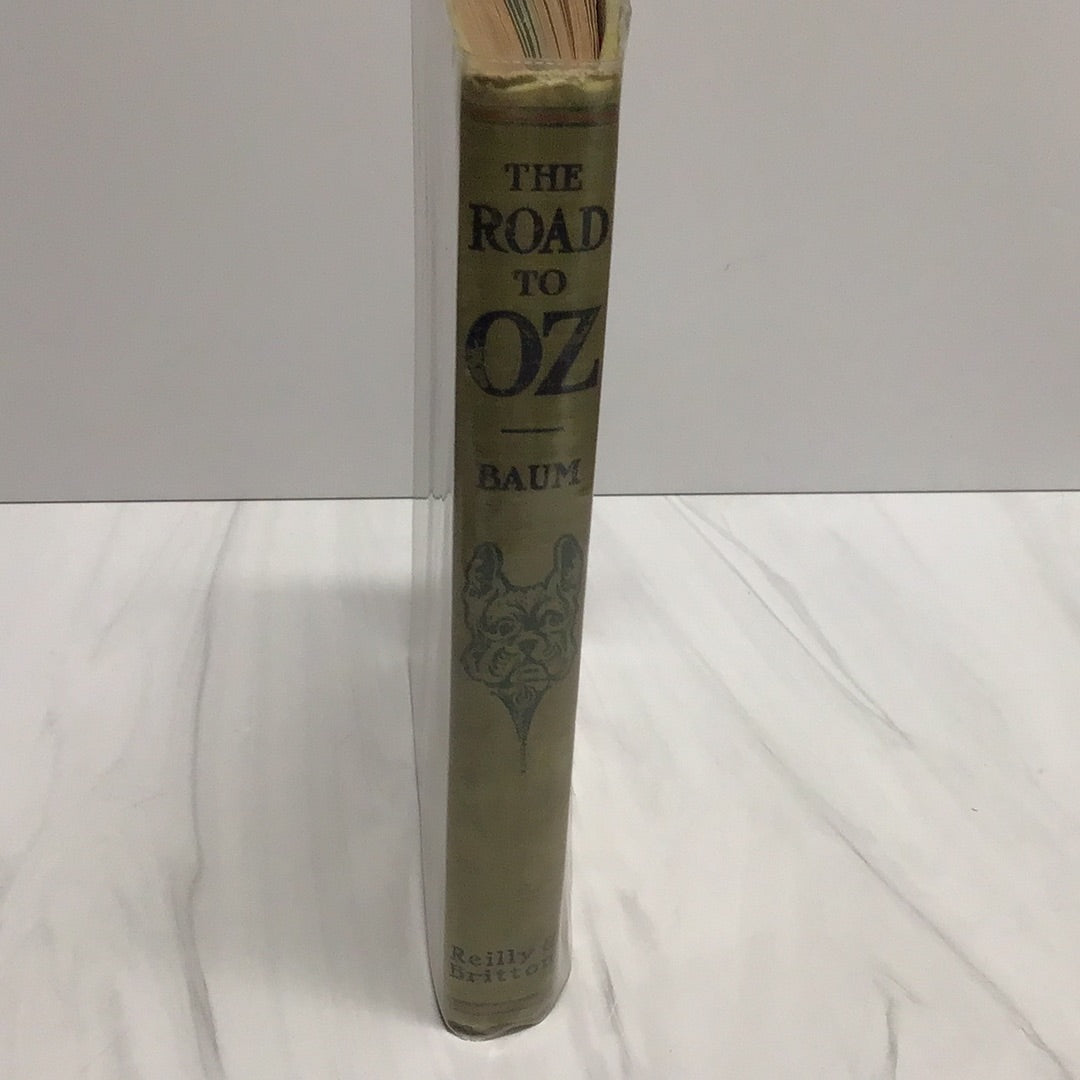 THE
ROAD
TO
OZ
BAUM
Reilly &
Britton